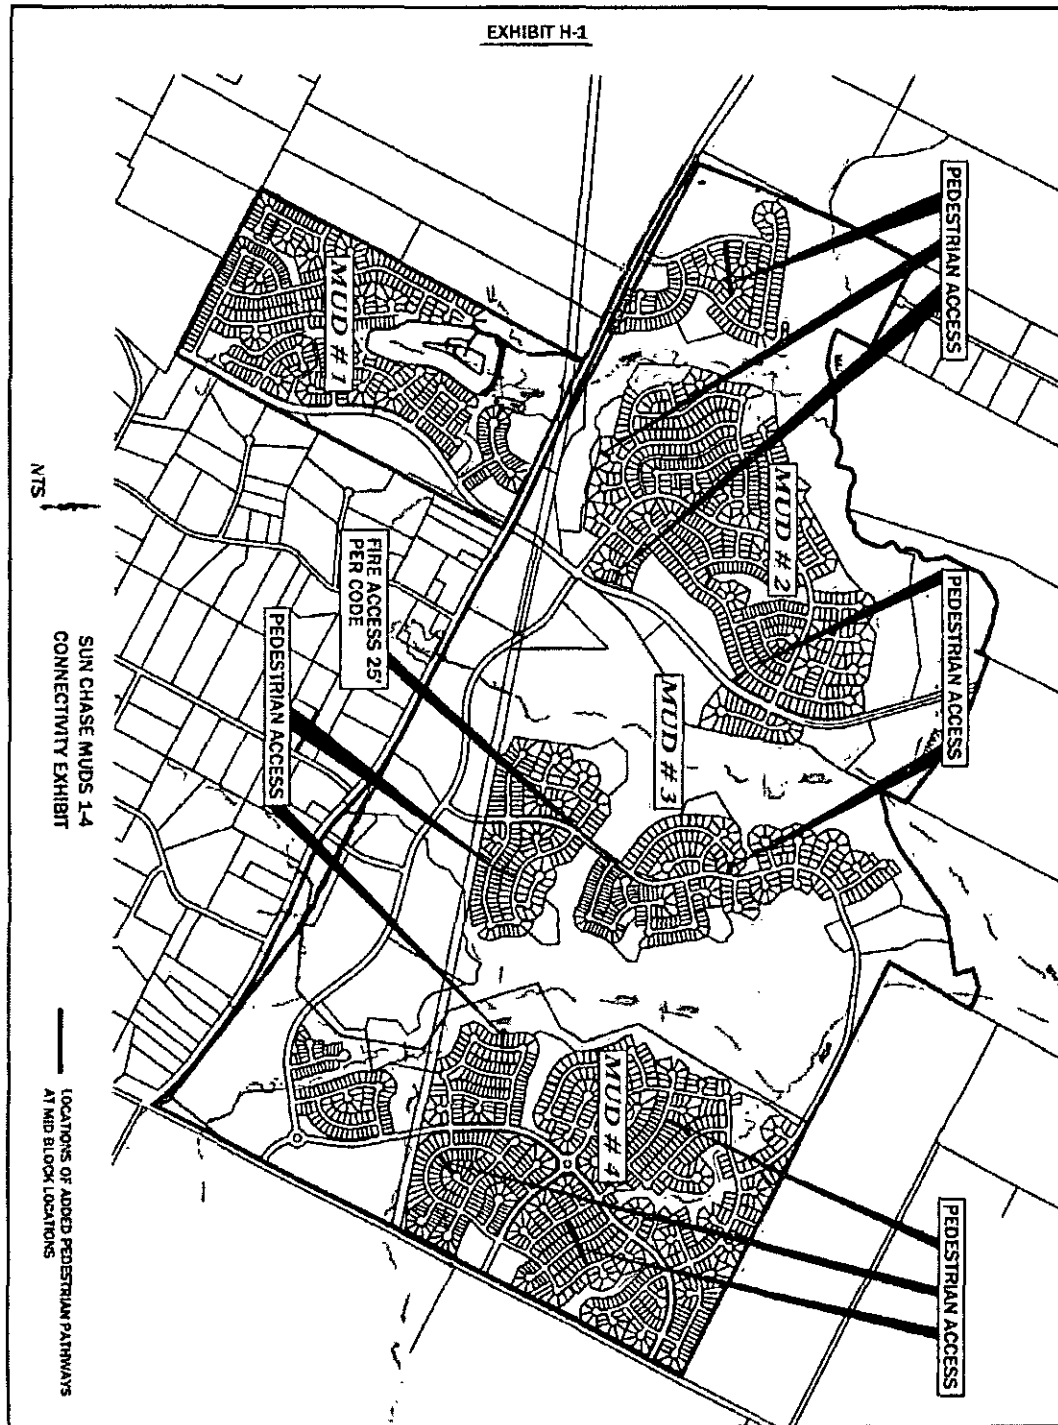 EXHIBIT H-1
PEDESTRIAN ACCESS
PEDESTRIAN ACCESS
PEDESTRIAN ACCESS
MUD # 1
MUD # 2
MUD # 3
MUD # 4
FIRE ACCESS 25'
PER CODE
PEDESTRIAN ACCESS
NTS
SUN CHASE MUDS 1-4
CONNECTIVITY EXHIBIT
LOCATIONS OF ADDED PEDESTRIAN PATHWAYS
AT MID BLOCK LOCATIONS